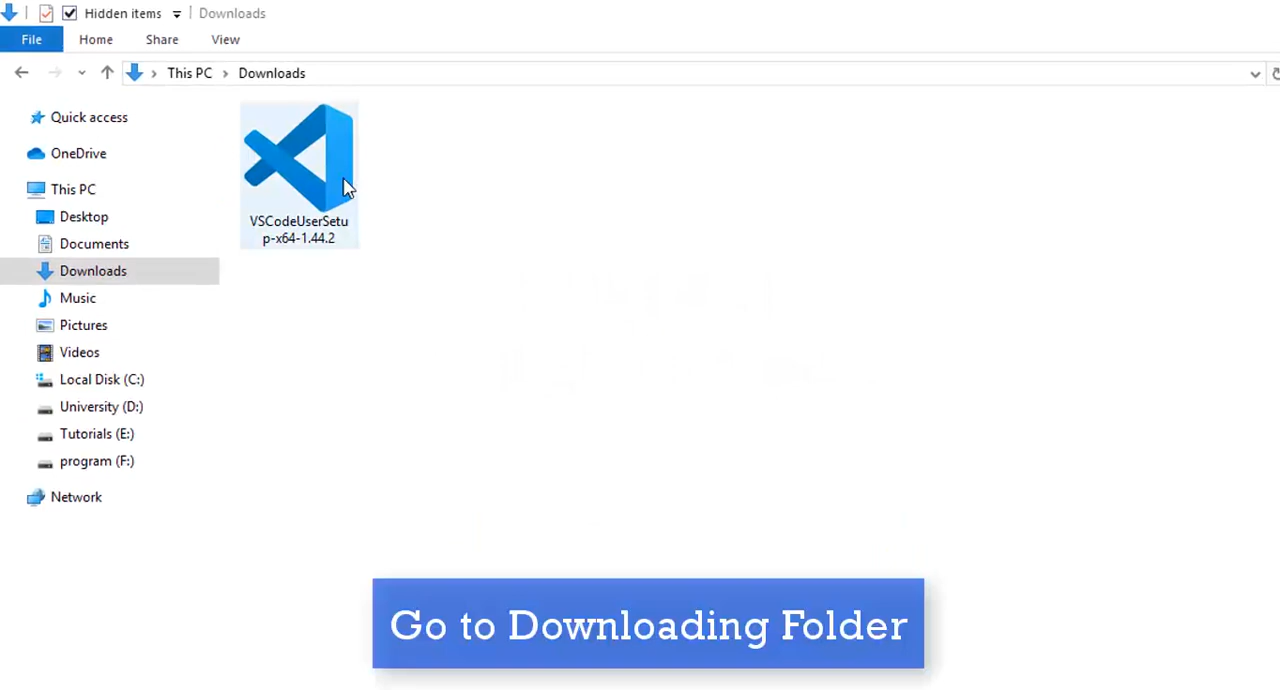 Hidden items Downloads
File Home Share View
This PC Downloads
Quick access
OneDrive
This PC
Desktop
Documents
Downloads
Music
Pictures
Videos
Local Disk (C:)
University (D:)
Tutorials (E:)
program (F:)
Network
VSCodeUserSetu
p-x64-1.44.2
Go to Downloading Folder